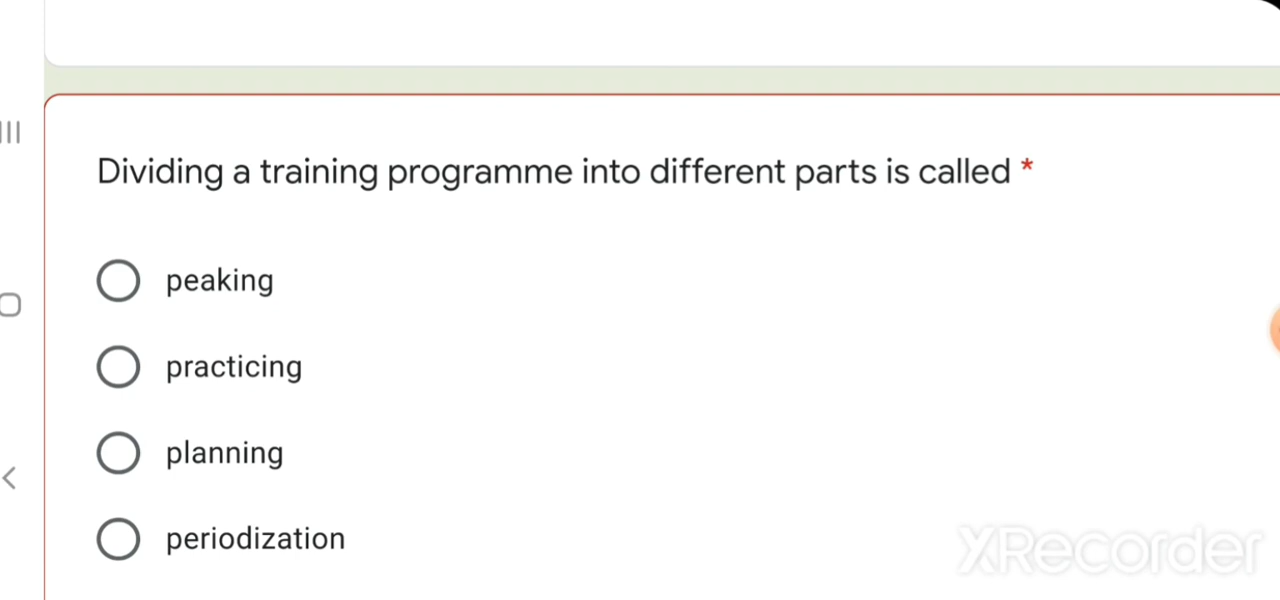 Dividing a training programme into different parts is called *
peaking
practicing
planning
periodization
XRecorder